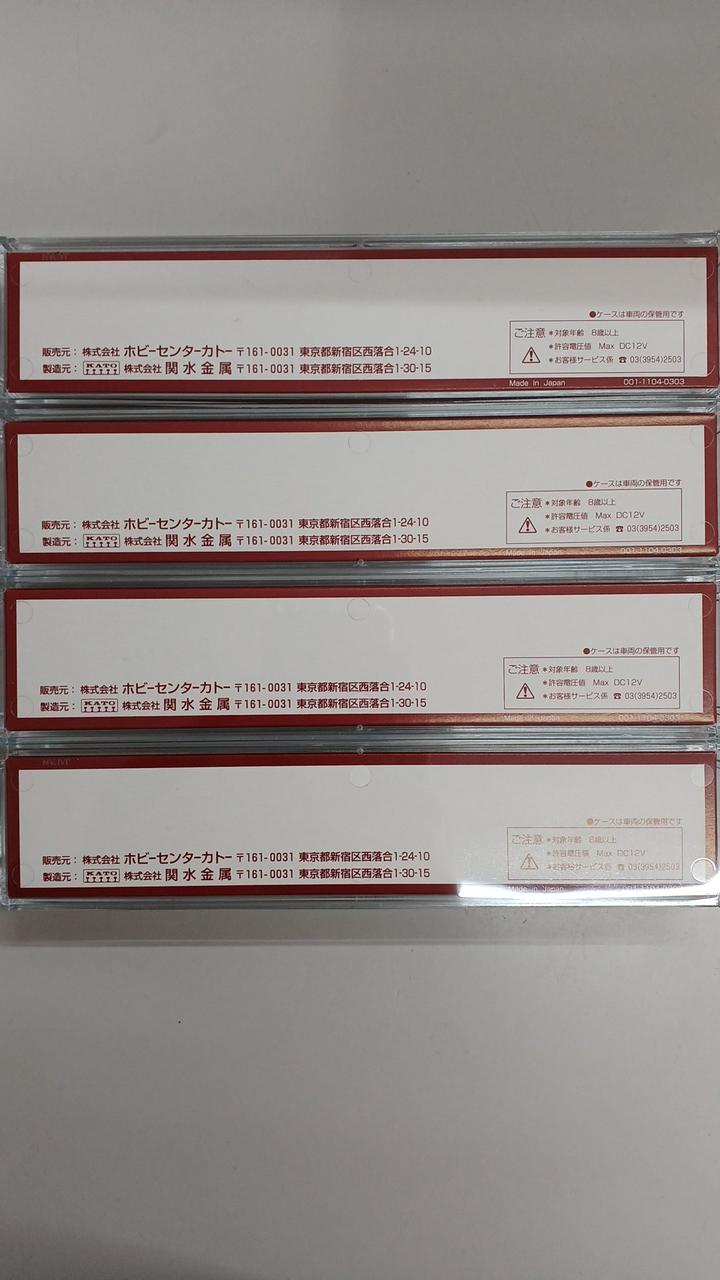 ●ケースは車両の保管用です
ご注意 *対象年齢 8歳以上
*許容電圧値 Max DC12V
*お客様サービス係 ☎ 03(3954)2503
販売元： 株式会社 ホビーセンターカトー 〒161-0031 東京都新宿区西落合1-24-10
製造元： KATO 株式会社 関水金属 〒161-0031 東京都新宿区西落合1-30-15
Made in Japan 001-1104-0303
●ケースは車両の保管用です
ご注意 *対象年齢 8歳以上
*許容電圧値 Max DC12V
*お客様サービス係 ☎ 03(3954)2503
販売元： 株式会社 ホビーセンターカトー 〒161-0031 東京都新宿区西落合1-24-10
製造元： KATO 株式会社 関水金属 〒161-0031 東京都新宿区西落合1-30-15
Made in Japan 001-1104-0303
●ケースは車両の保管用です
ご注意 *対象年齢 8歳以上
*許容電圧値 Max DC12V
*お客様サービス係 ☎ 03(3954)2503
販売元： 株式会社 ホビーセンターカトー 〒161-0031 東京都新宿区西落合1-24-10
製造元： KATO 株式会社 関水金属 〒161-0031 東京都新宿区西落合1-30-15
Made in Japan 001-1104-0303
●ケースは車両の保管用です
ご注意 *対象年齢 8歳以上
*許容電圧値 Max DC12V
*お客様サービス係 ☎ 03(3954)2503
販売元： 株式会社 ホビーセンターカトー 〒161-0031 東京都新宿区西落合1-24-10
製造元： KATO 株式会社 関水金属 〒161-0031 東京都新宿区西落合1-30-15
Made in Japan